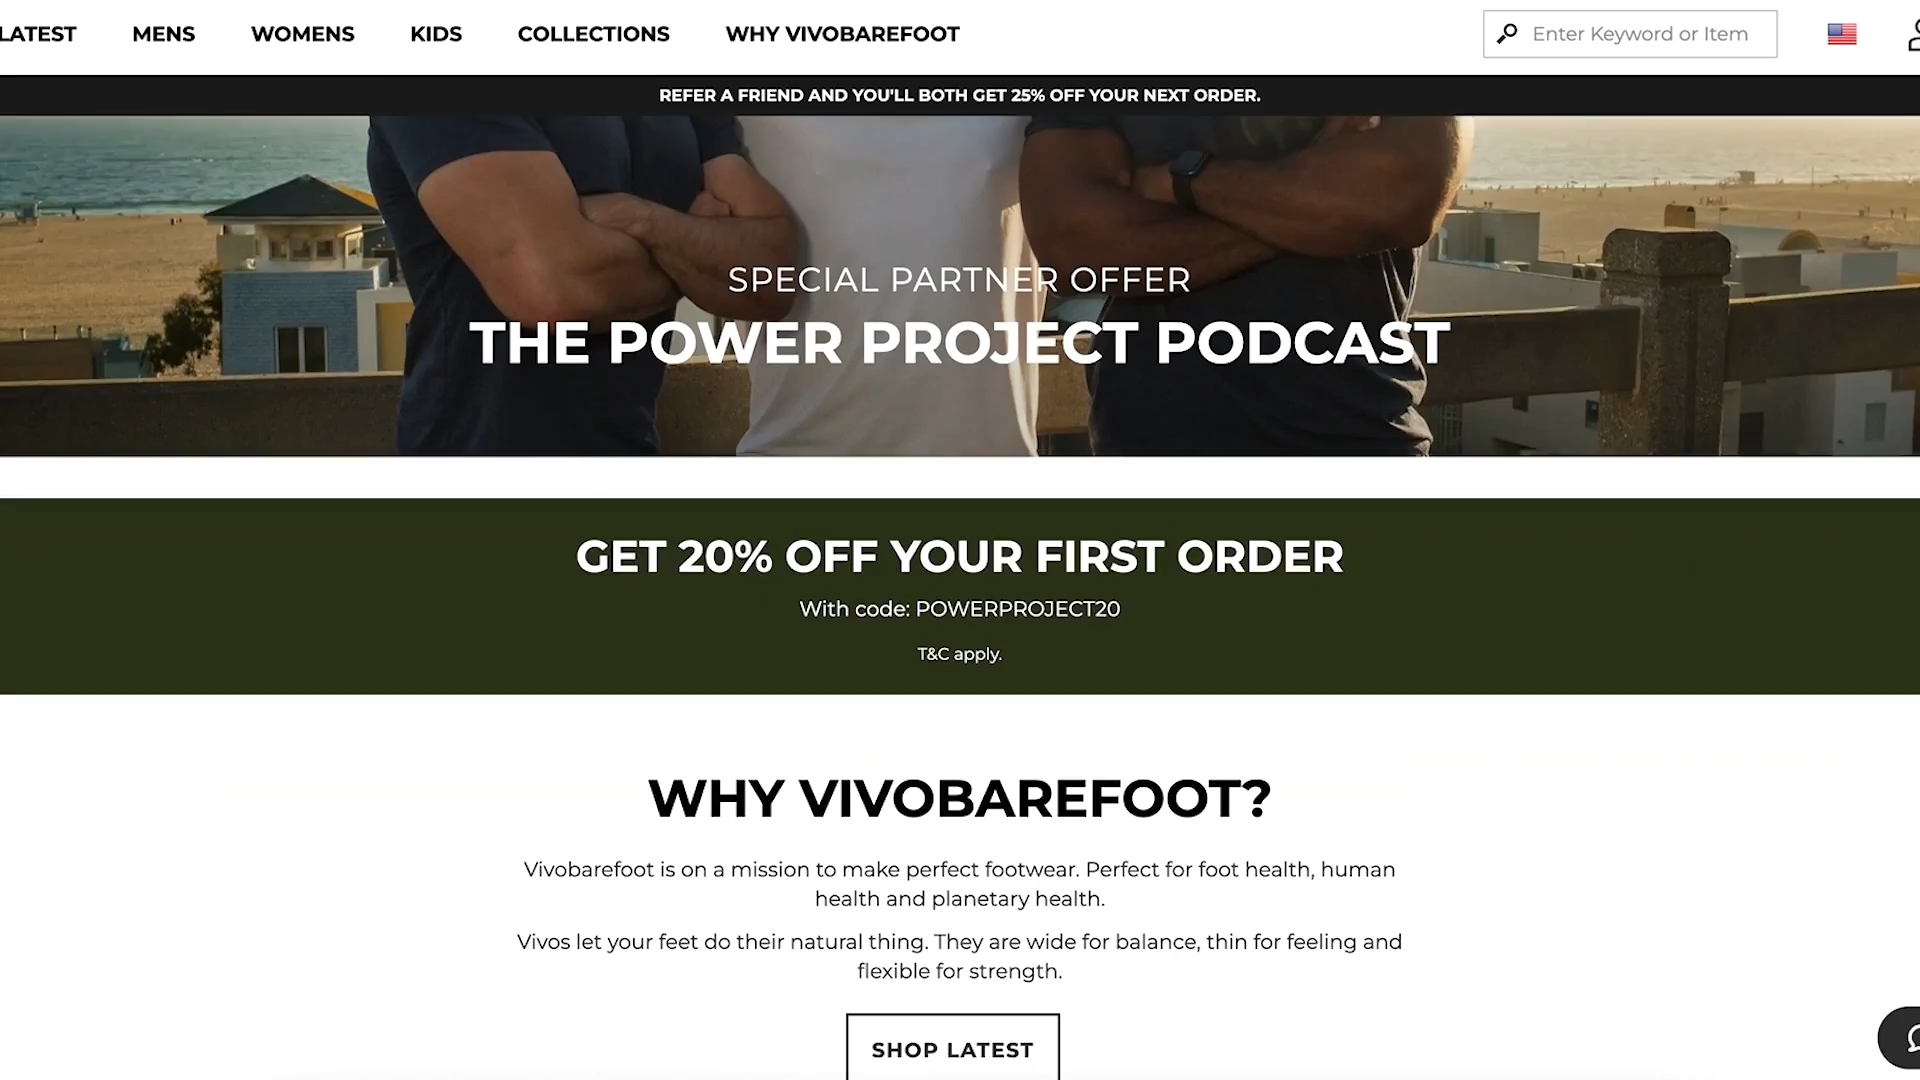 LATEST MENS WOMENS KIDS COLLECTIONS WHY VIVOBAREFOOT Enter Keyword or Item
REFER A FRIEND AND YOU'LL BOTH GET 25% OFF YOUR NEXT ORDER.
SPECIAL PARTNER OFFER
THE POWER PROJECT PODCAST
GET 20% OFF YOUR FIRST ORDER
With code: POWERPROJECT20
T&C apply.
WHY VIVOBAREFOOT?
Vivobarefoot is on a mission to make perfect footwear. Perfect for foot health, human
health and planetary health.
Vivos let your feet do their natural thing. They are wide for balance, thin for feeling and
flexible for strength.
SHOP LATEST